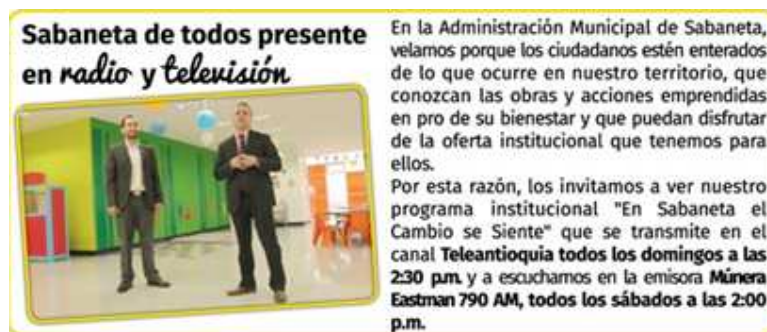 Sabaneta de todos presente
en radio y televisión
En la Administración Municipal de Sabaneta,
velamos porque los ciudadanos estén enterados
de lo que ocurre en nuestro territorio, que
conozcan las obras y acciones emprendidas
en pro de su bienestar y que puedan disfrutar
de la oferta institucional que tenemos para
ellos.
Por esta razón, los invitamos a ver nuestro
programa institucional "En Sabaneta el
Cambio se Siente" que se transmite en el
canal Teleantioquia todos los domingos a las
2:30 p.m. y a escucharnos en la emisora Múnera
Eastman 790 AM, todos los sábados a las 2:00
p.m.